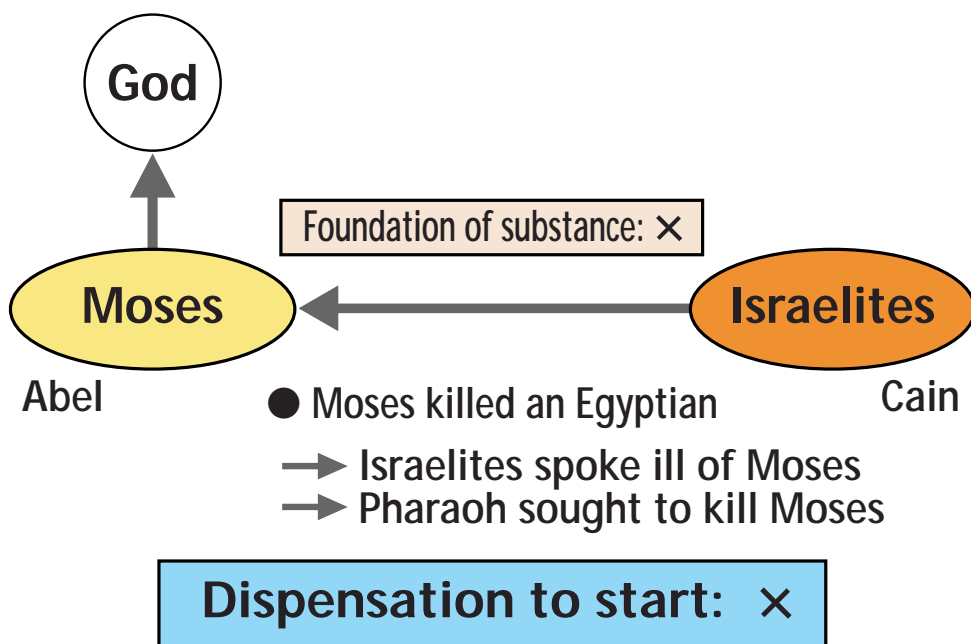 God
Foundation of substance: ×
Moses
Israelites
Abel
Cain
● Moses killed an Egyptian
→ Israelites spoke ill of Moses
→ Pharaoh sought to kill Moses
Dispensation to start: ×